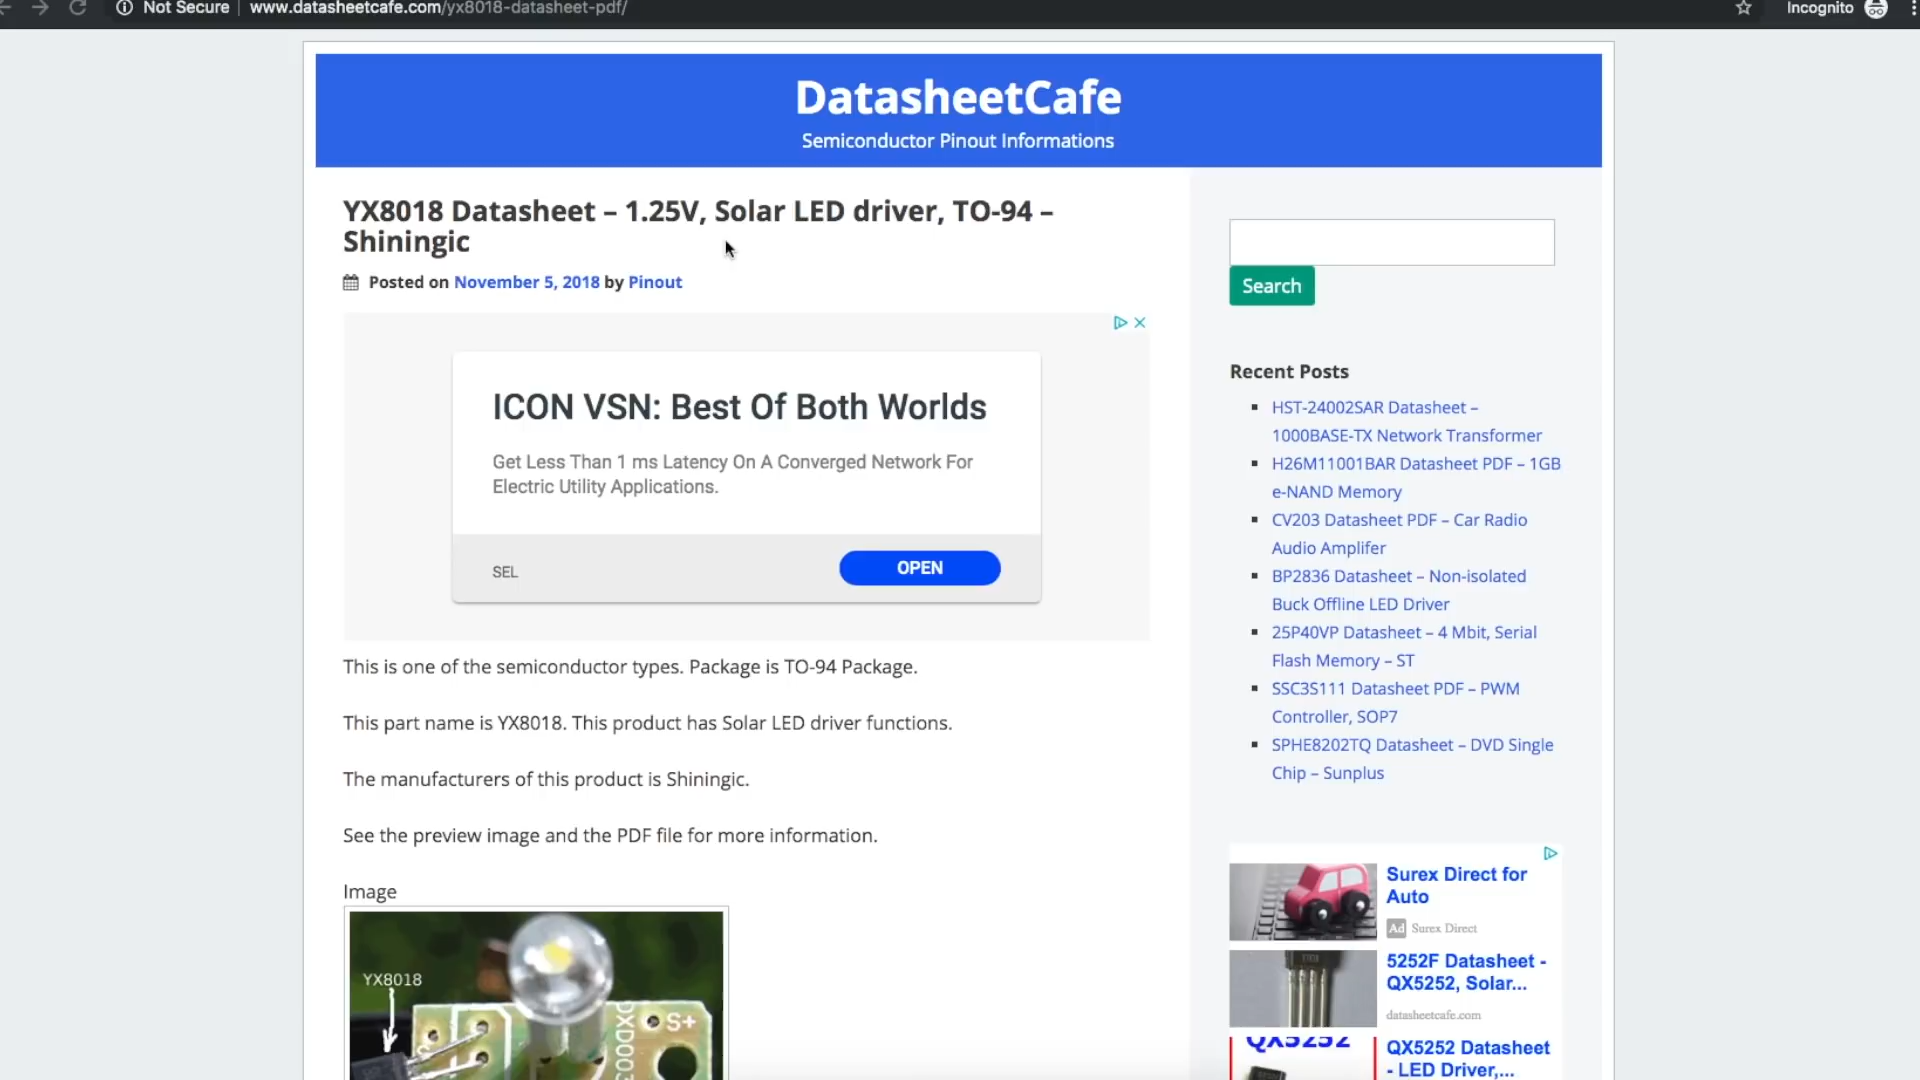 Not Secure | www.datasheetcafe.com/yx8018-datasheet-pdf/
Incognito
DatasheetCafe
Semiconductor Pinout Informations
YX8018 Datasheet – 1.25V, Solar LED driver, TO-94 –
Shiningic
Posted on November 5, 2018 by Pinout
ICON VSN: Best Of Both Worlds
Get Less Than 1 ms Latency On A Converged Network For
Electric Utility Applications.
SEL
OPEN
This is one of the semiconductor types. Package is TO-94 Package.
This part name is YX8018. This product has Solar LED driver functions.
The manufacturers of this product is Shiningic.
See the preview image and the PDF file for more information.
Image
YX8018
S+
Search
Recent Posts
HST-24002SAR Datasheet –
1000BASE-TX Network Transformer
H26M11001BAR Datasheet PDF – 1GB
e-NAND Memory
CV203 Datasheet PDF – Car Radio
Audio Amplifer
BP2836 Datasheet – Non-isolated
Buck Offline LED Driver
25P40VP Datasheet – 4 Mbit, Serial
Flash Memory – ST
SSC3S111 Datasheet PDF – PWM
Controller, SOP7
SPHE8202TQ Datasheet – DVD Single
Chip – Sunplus
Surex Direct for
Auto
Ad Surex Direct
5252F Datasheet -
QX5252, Solar...
datasheetcafe.com
QX5252
QX5252 Datasheet
- LED Driver,...